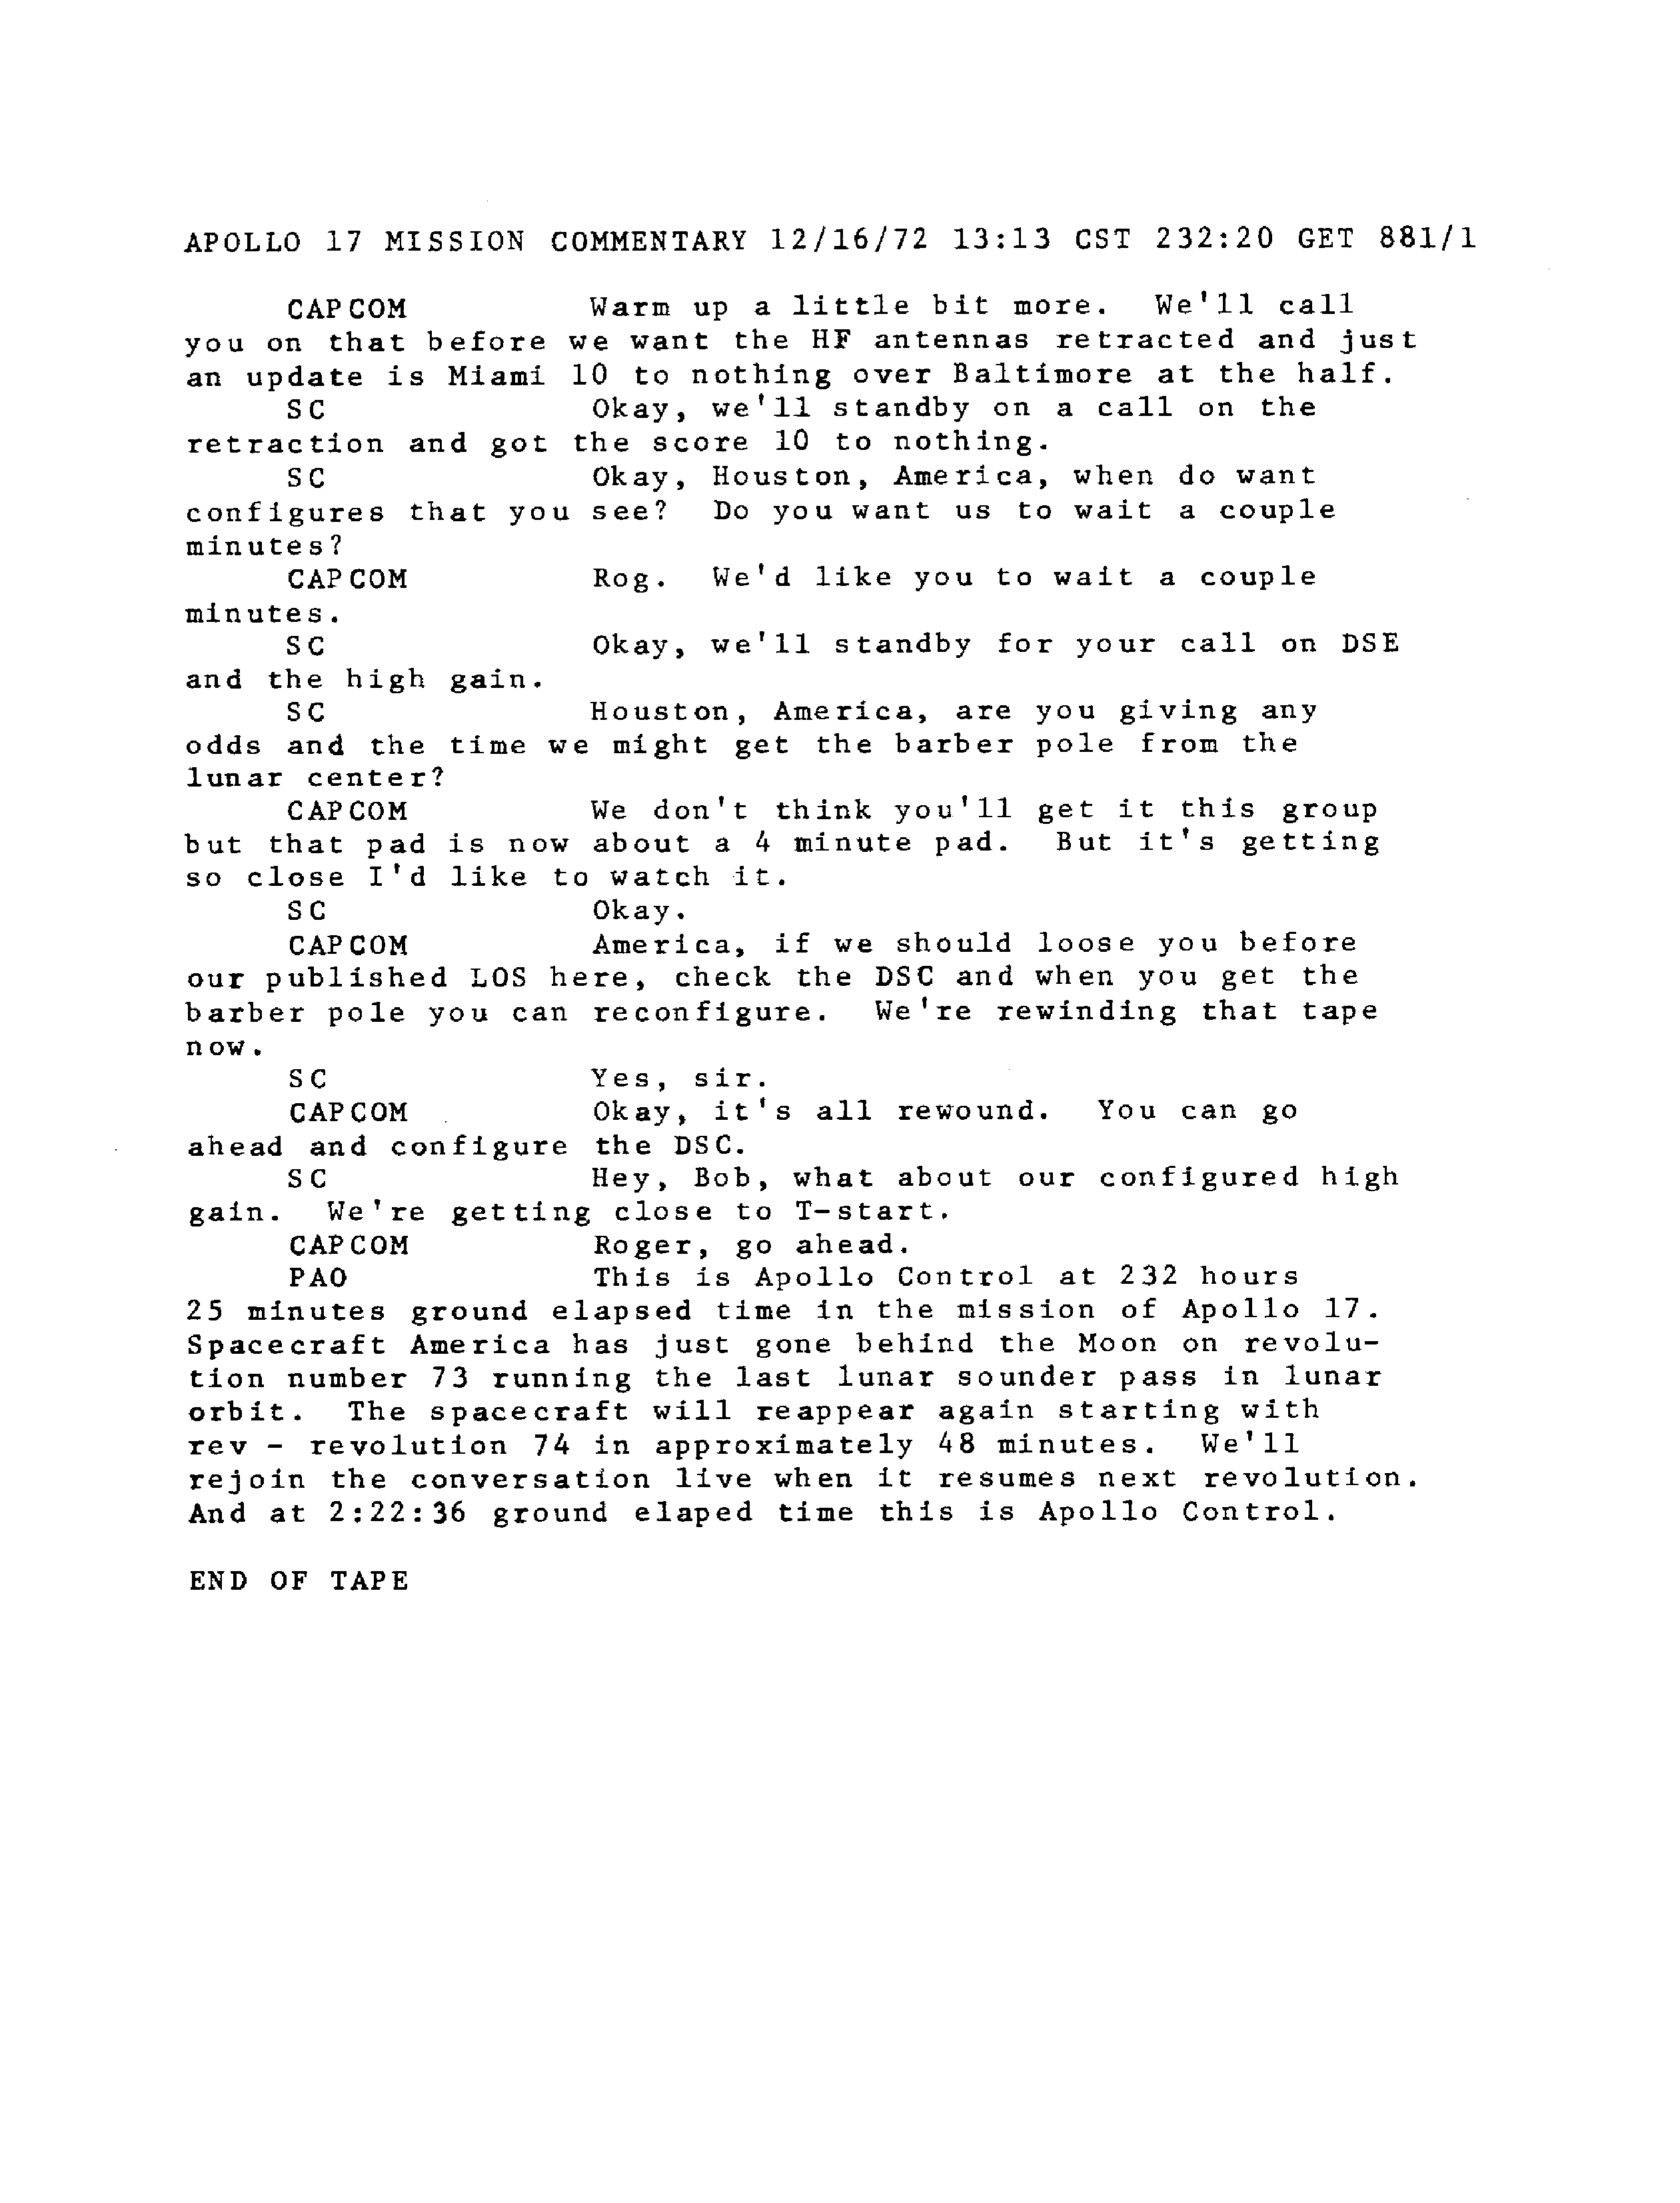 APOLLO 17 MISSION COMMENTARY 12/16/72 13:13 CST 232:20 GET 881/1
CAPCOM Warm up a little bit more. We'll call
you on that before we want the HF antennas retracted and just
an update is Miami 10 to nothing over Baltimore at the half.
SC Okay, we'll standby on a call on the
retraction and got the score 10 to nothing.
SC Okay, Houston, America, when do want
configures that you see? Do you want us to wait a couple
minutes?
CAPCOM Rog. We'd like you to wait a couple
minutes.
SC Okay, we'll standby for your call on DSE
and the high gain.
SC Houston, America, are you giving any
odds and the time we might get the barber pole from the
lunar center?
CAPCOM We don't think you'll get it this group
but that pad is now about a 4 minute pad. But it's getting
so close I'd like to watch it.
SC Okay.
CAPCOM America, if we should loose you before
our published LOS here, check the DSC and when you get the
barber pole you can reconfigure. We're rewinding that tape
now.
SC Yes, sir.
CAPCOM Okay, it's all rewound. You can go
ahead and configure the DSC.
SC Hey, Bob, what about our configured high
gain. We're getting close to T-start.
CAPCOM Roger, go ahead.
PAO This is Apollo Control at 232 hours
25 minutes ground elapsed time in the mission of Apollo 17.
Spacecraft America has just gone behind the Moon on revolu-
tion number 73 running the last lunar sounder pass in lunar
orbit. The spacecraft will reappear again starting with
rev - revolution 74 in approximately 48 minutes. We'll
rejoin the conversation live when it resumes next revolution.
And at 2:22:36 ground elaped time this is Apollo Control.
END OF TAPE